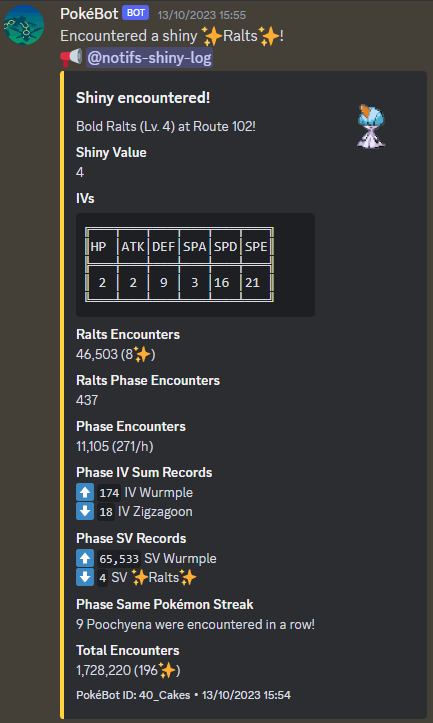 PokéBot BOT 13/10/2023 15:55
Encountered a shiny ✨Ralts✨!
📢 @notifs-shiny-log
Shiny encountered!
Bold Ralts (Lv. 4) at Route 102!
Shiny Value
4
IVs
HP ATK DEF SPA SPD SPE
2 2 9 3 16 21
Ralts Encounters
46,503 (8✨)
Ralts Phase Encounters
437
Phase Encounters
11,105 (271/h)
Phase IV Sum Records
⬆️ 174 IV Wurmple
⬇️ 18 IV Zigzagoon
Phase SV Records
⬆️ 65,533 SV Wurmple
⬇️ 4 SV ✨Ralts✨
Phase Same Pokémon Streak
9 Poochyena were encountered in a row!
Total Encounters
1,728,220 (196✨)
PokéBot ID: 40_Cakes • 13/10/2023 15:54